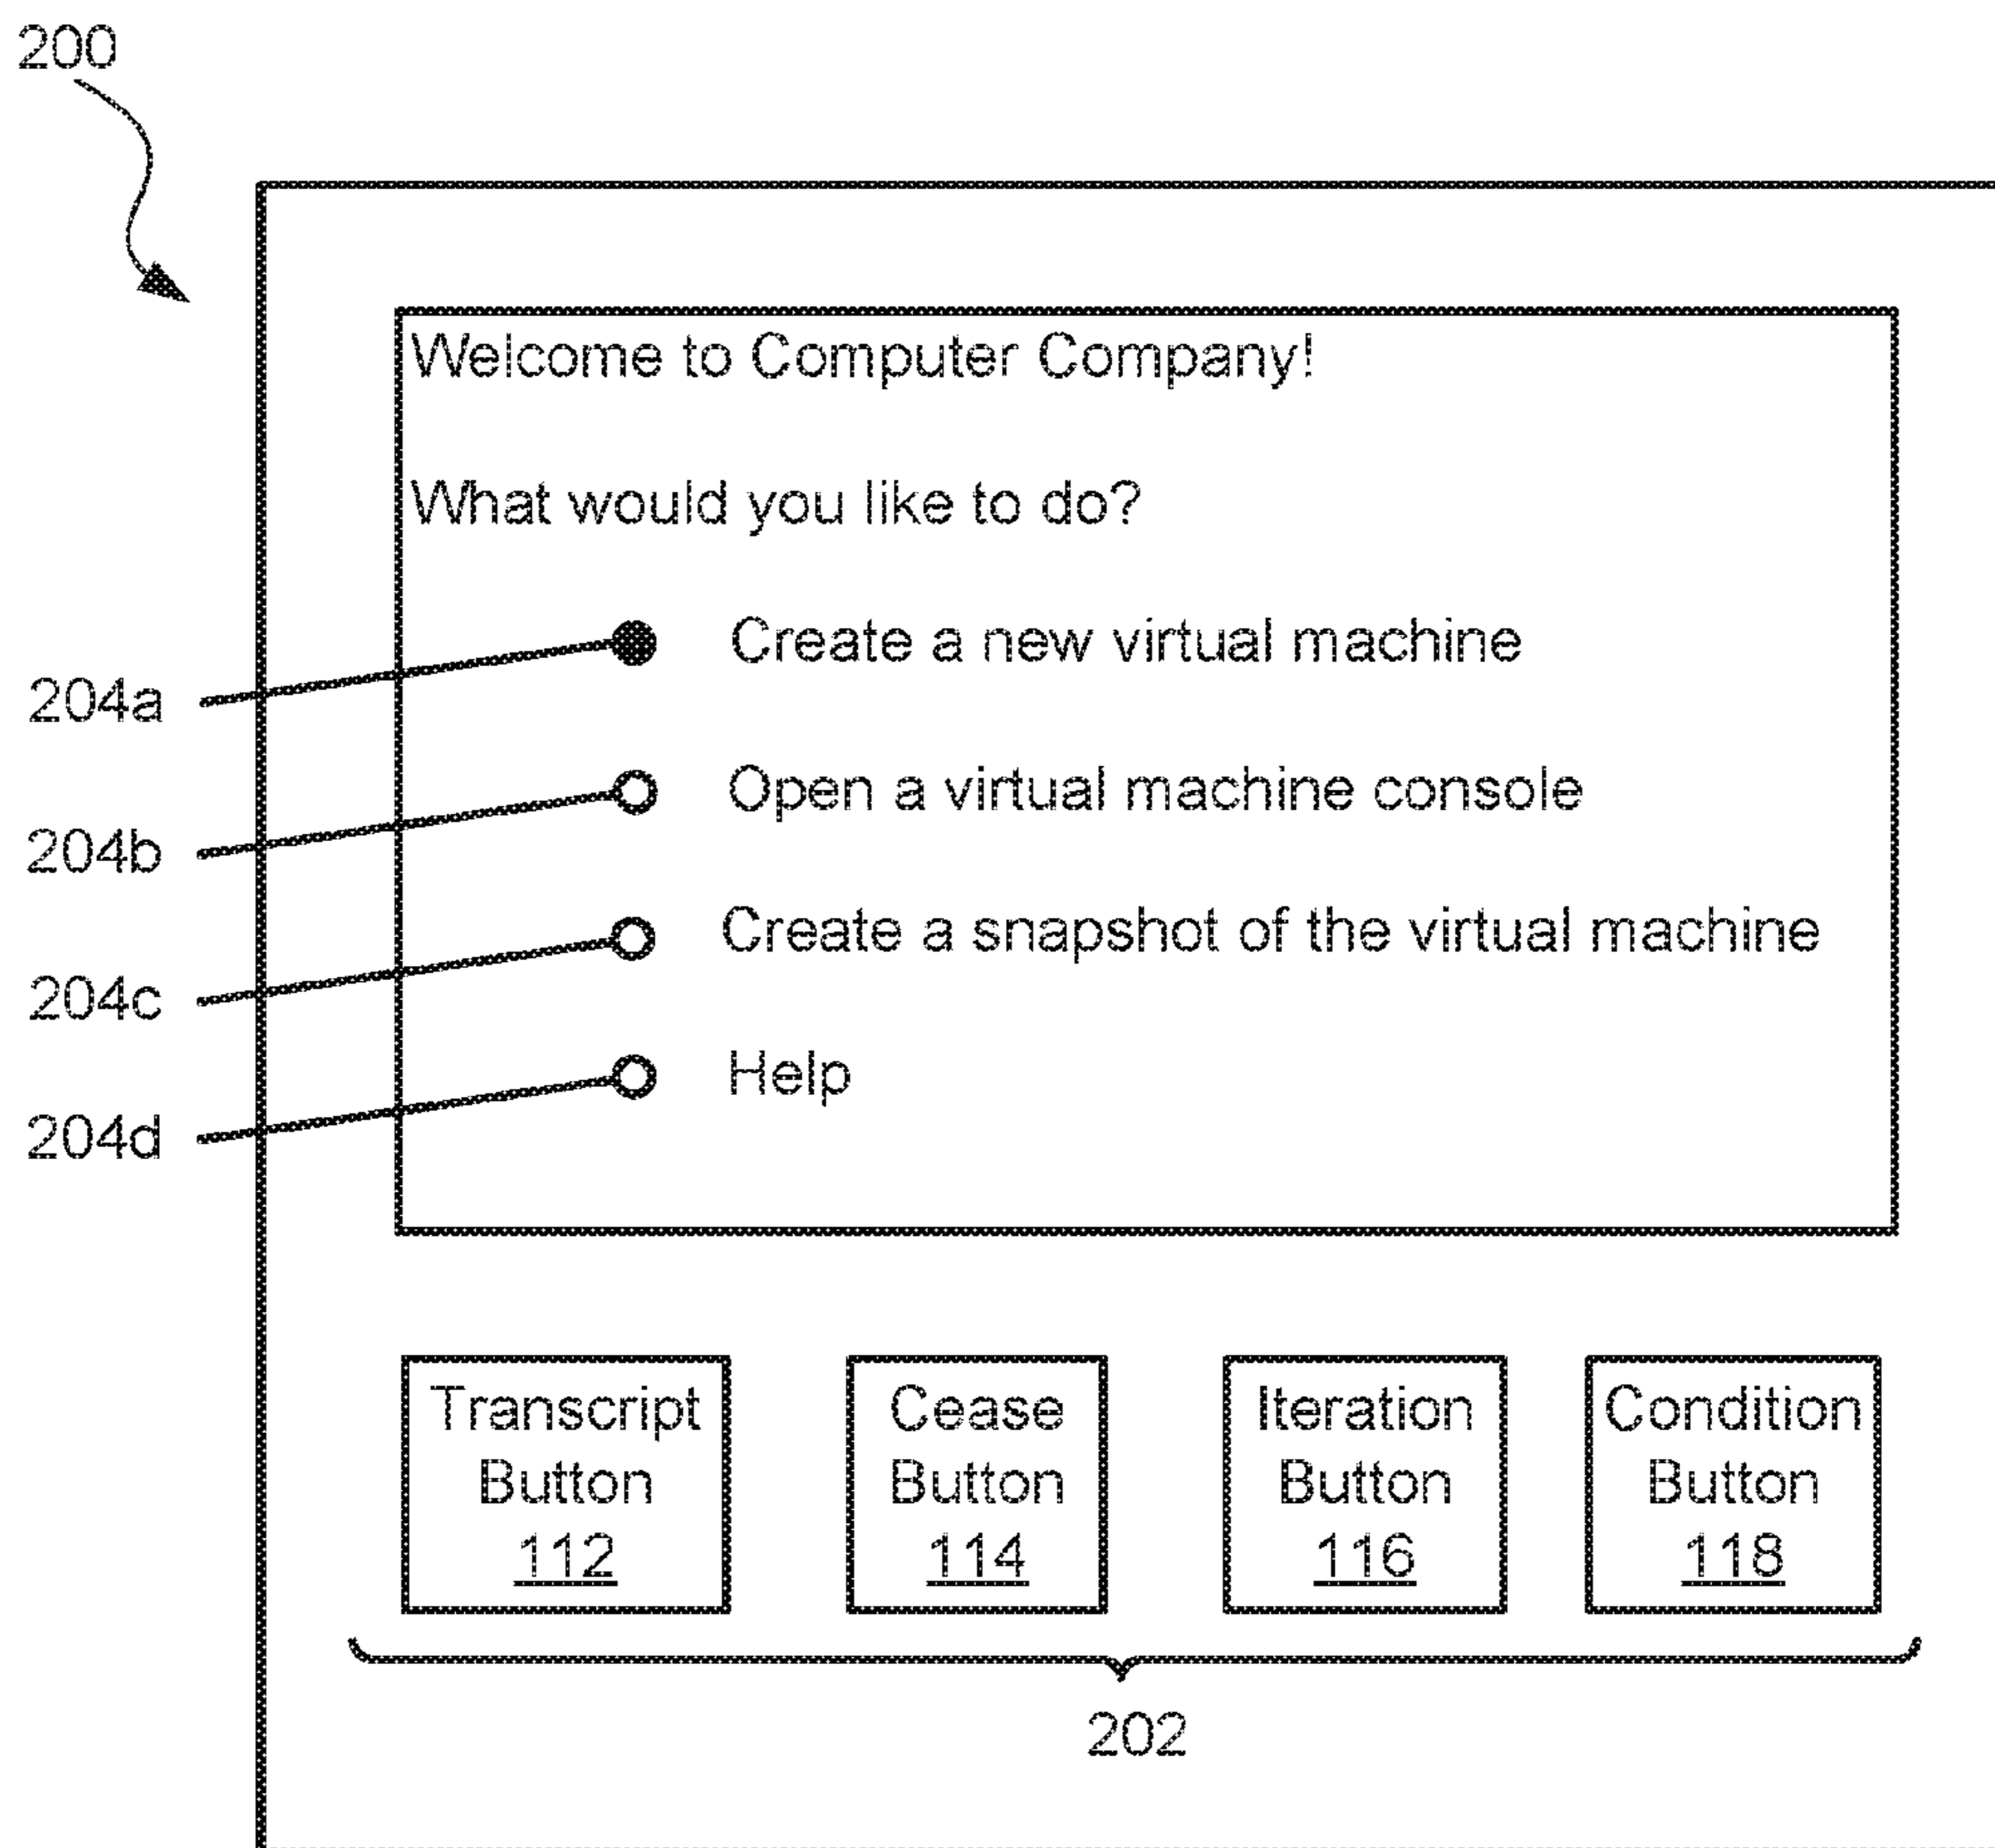 200
Welcome to Computer Company!
What would you like to do?
204a
Create a new virtual machine
204b
Open a virtual machine console
204c
Create a snapshot of the virtual machine
204d
Help
Transcript
Button
112
Cease
Button
114
Iteration
Button
116
Condition
Button
118
202